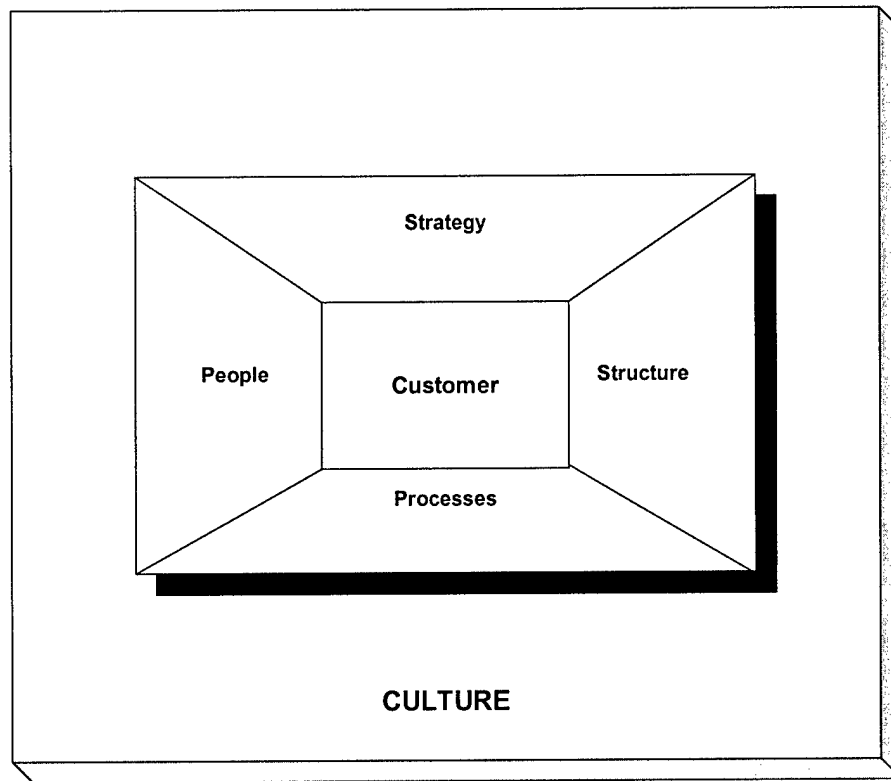 Strategy
People
Customer
Structure
Processes
CULTURE